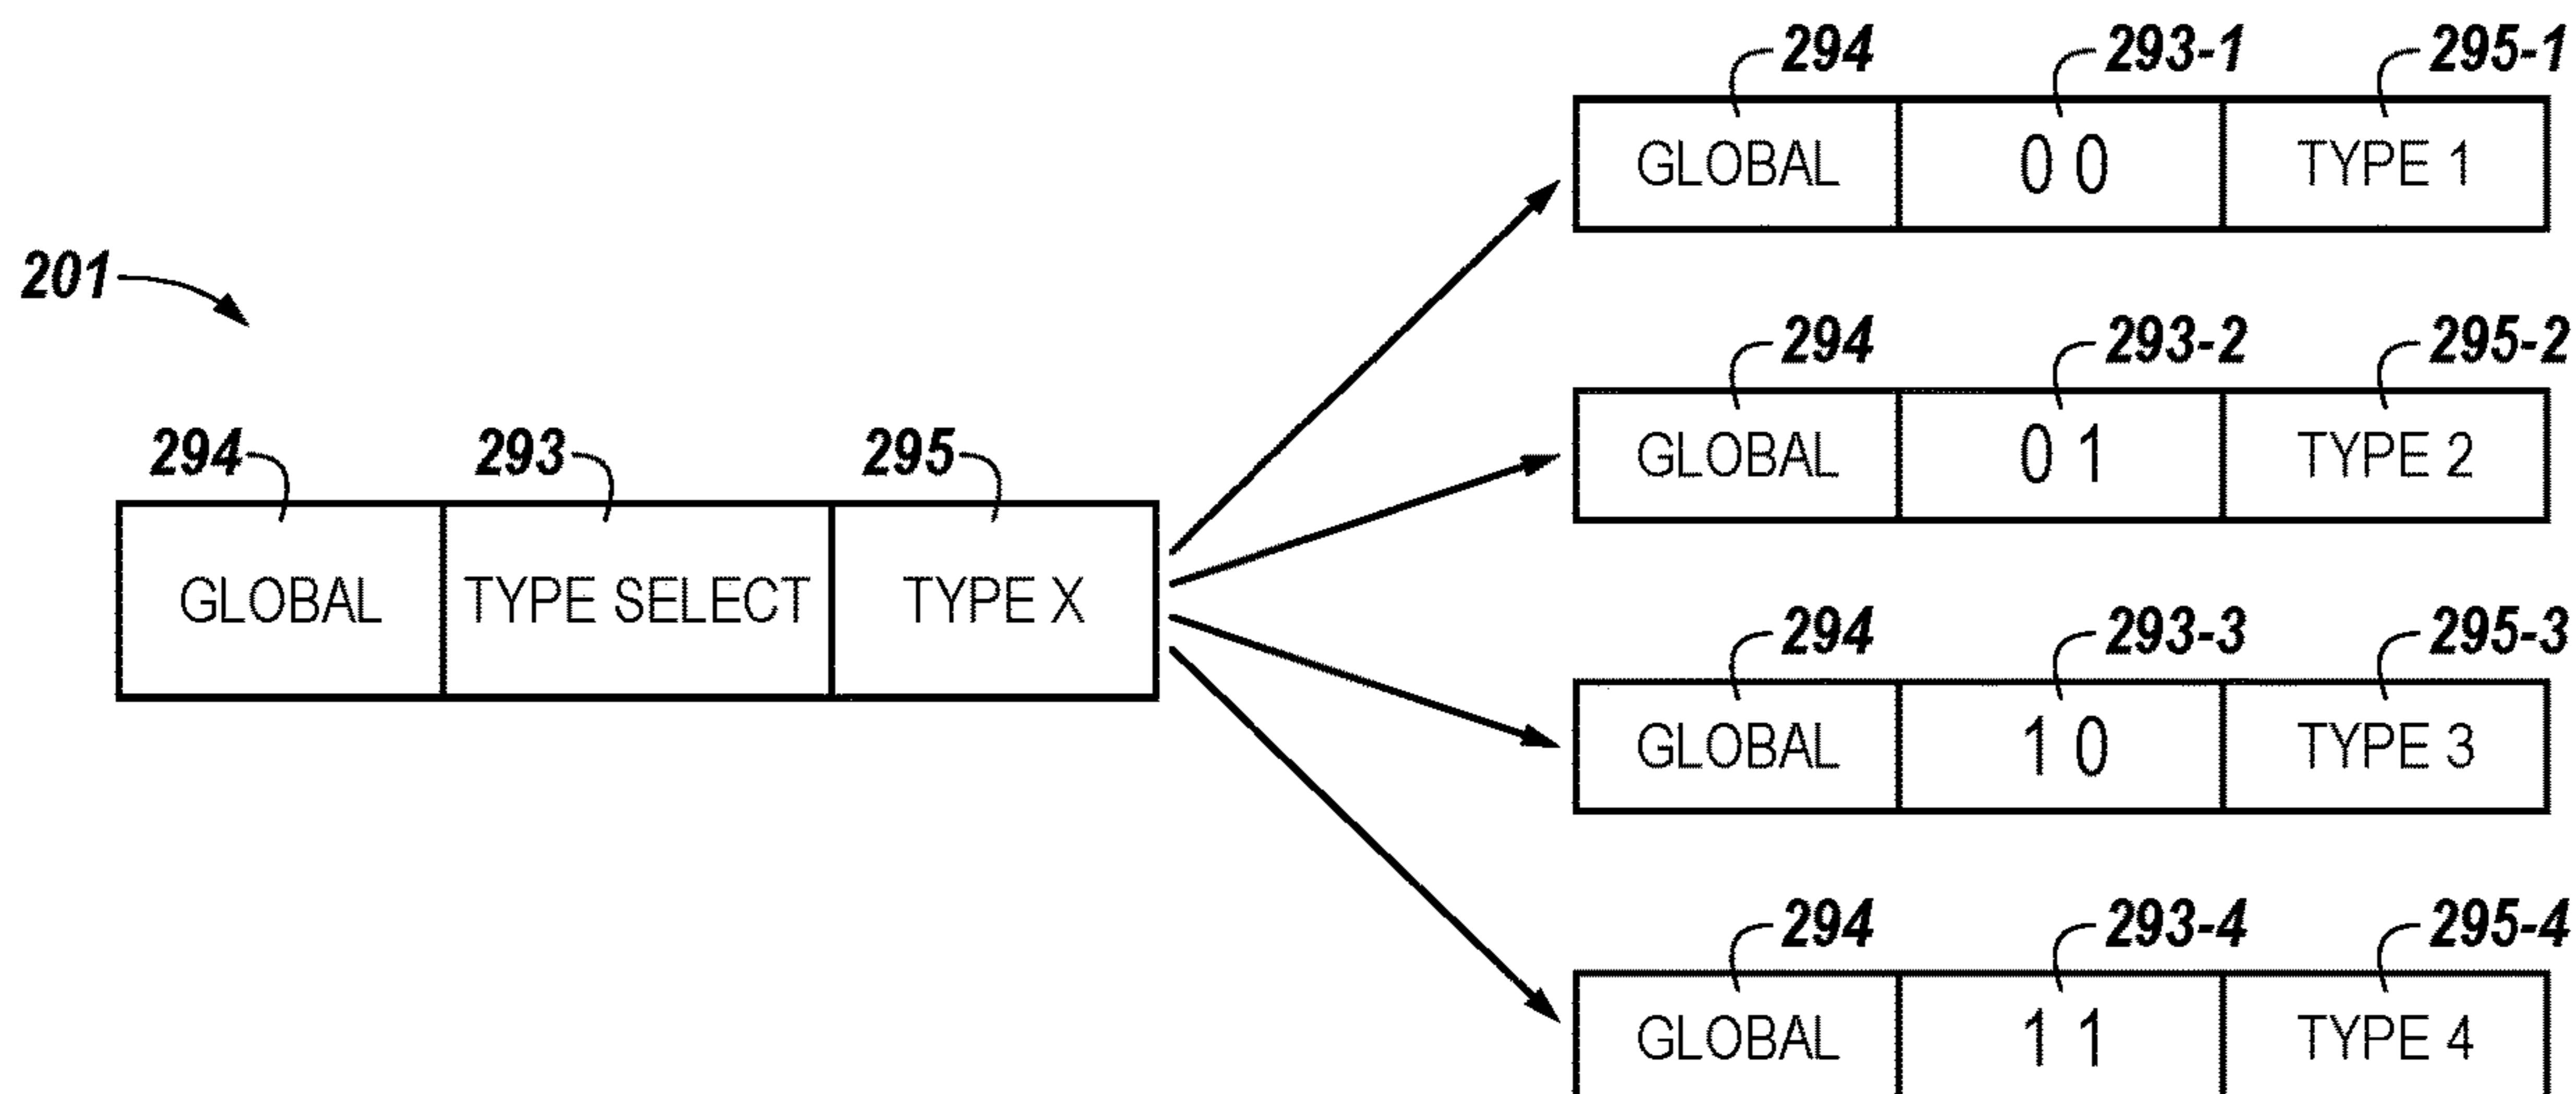 294 293-1 295-1
GLOBAL 0 0 TYPE 1
201
294 293-2 295-2
GLOBAL 0 1 TYPE 2
294 293 295
GLOBAL TYPE SELECT TYPE X
294 293-3 295-3
GLOBAL 1 0 TYPE 3
294 293-4 295-4
GLOBAL 1 1 TYPE 4